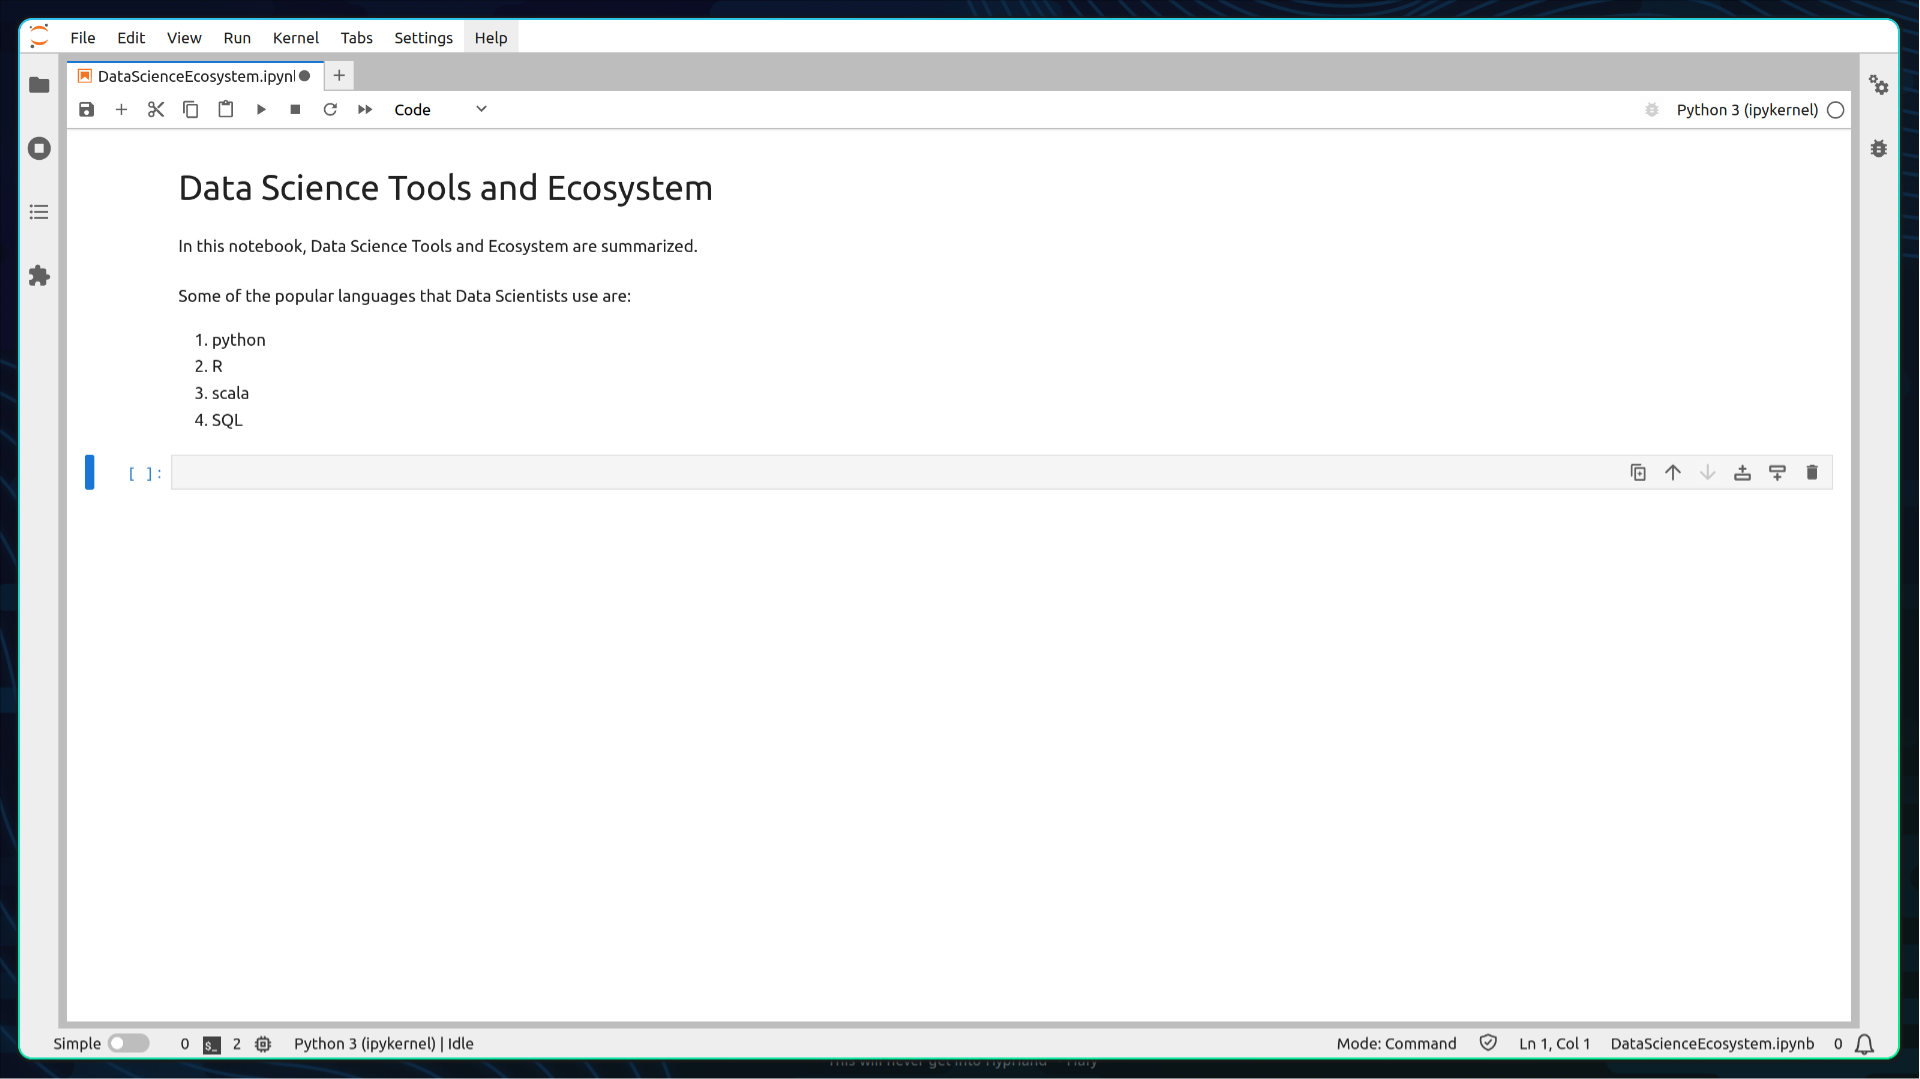 File Edit View Run Kernel Tabs Settings Help
DataScienceEcosystem.ipynb
Code
Python 3 (ipykernel)
Data Science Tools and Ecosystem
In this notebook, Data Science Tools and Ecosystem are summarized.
Some of the popular languages that Data Scientists use are:
1. python
2. R
3. scala
4. SQL
[ ]:
Simple 0 $_ 2 Python 3 (ipykernel) | Idle Mode: Command Ln 1, Col 1 DataScienceEcosystem.ipynb 0